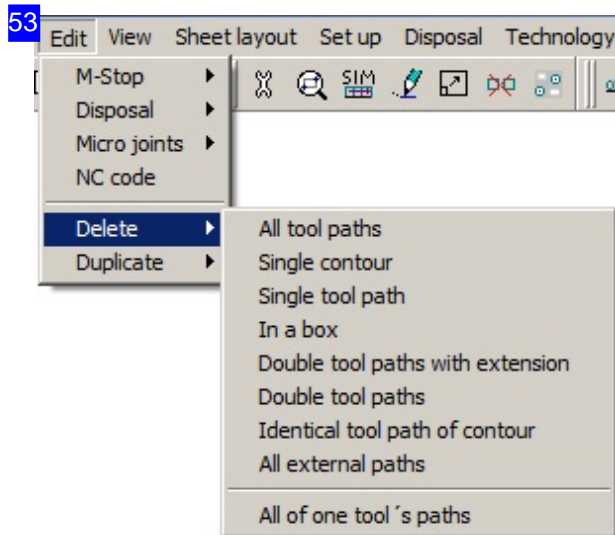 53
Edit View Sheet layout Set up Disposal Technology
SIM
M-Stop
Disposal
Micro joints
NC code
Delete
Duplicate
All tool paths
Single contour
Single tool path
In a box
Double tool paths with extension
Double tool paths
Identical tool path of contour
All external paths
All of one tool ´s paths